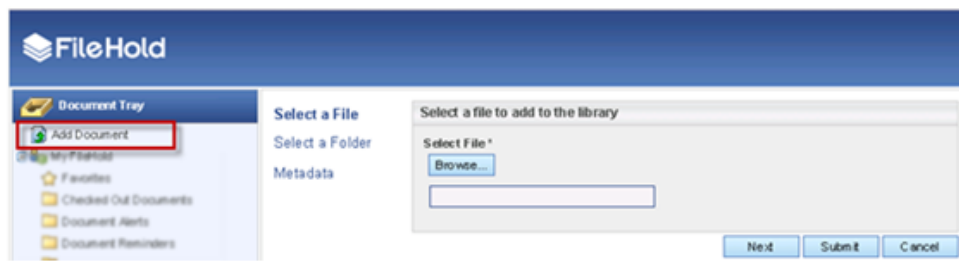 FileHold
Document Tray
Add Document
My FileHold
Favorites
Checked Out Documents
Document Alerts
Document Reminders
Select a File
Select a Folder
Metadata
Select a file to add to the library
Select File *
Browse...
Next
Submit
Cancel